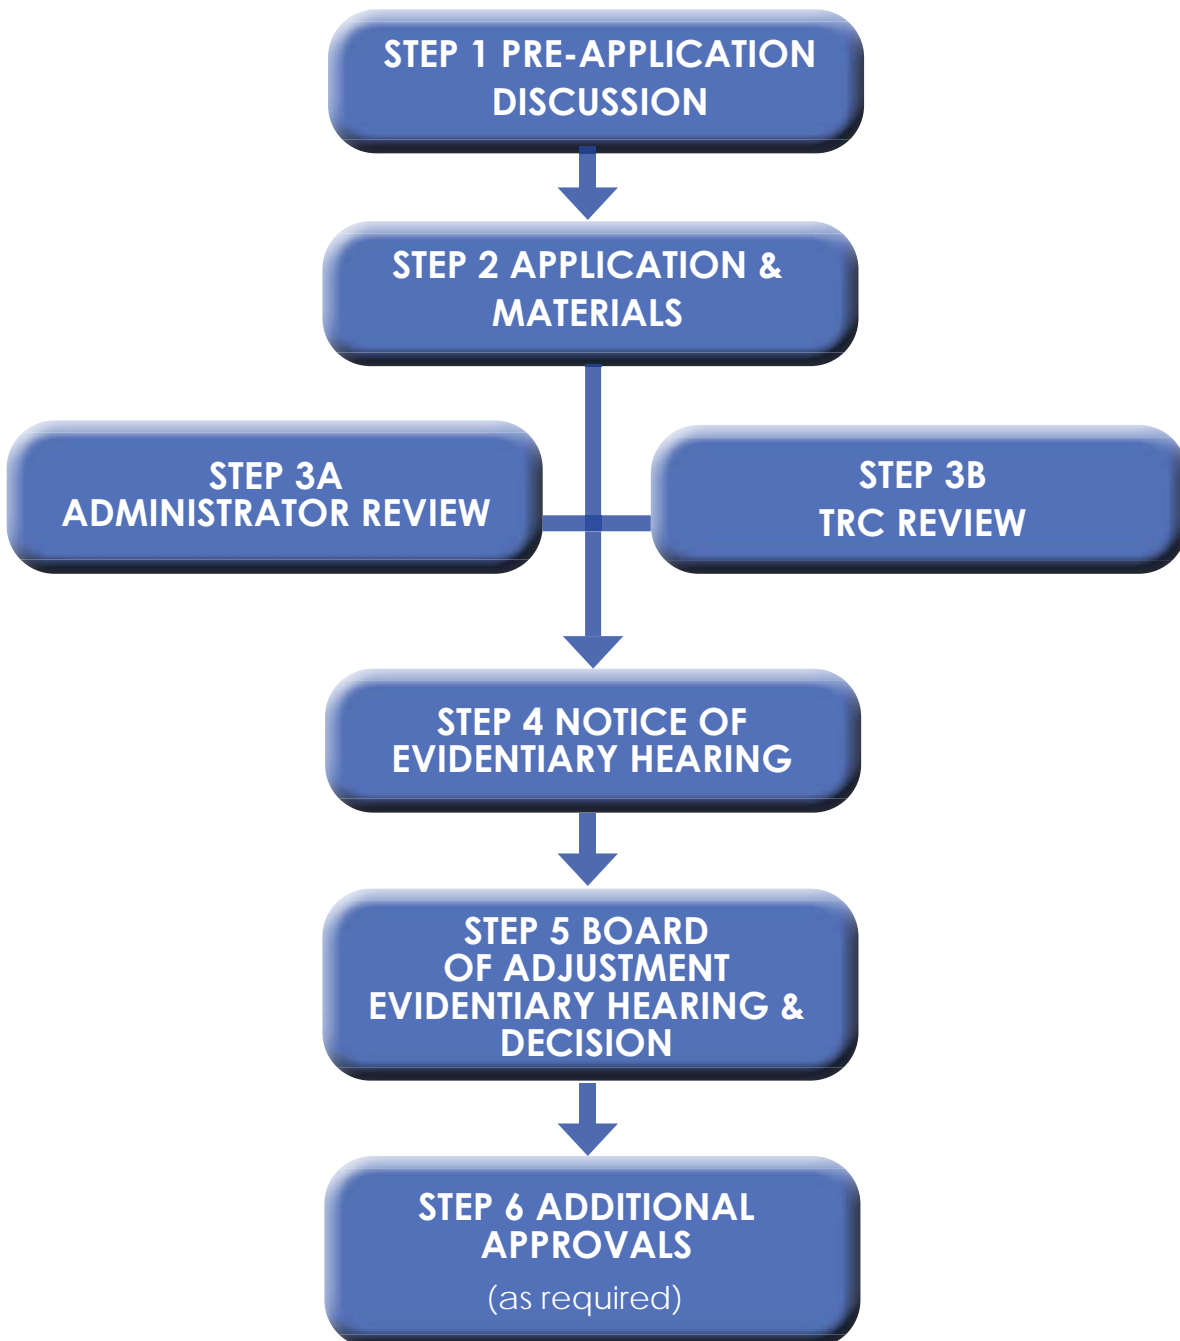 STEP 1 PRE-APPLICATION
DISCUSSION
STEP 2 APPLICATION &
MATERIALS
STEP 3A
ADMINISTRATOR REVIEW
STEP 3B
TRC REVIEW
STEP 4 NOTICE OF
EVIDENTIARY HEARING
STEP 5 BOARD
OF ADJUSTMENT
EVIDENTIARY HEARING &
DECISION
STEP 6 ADDITIONAL
APPROVALS
(as required)